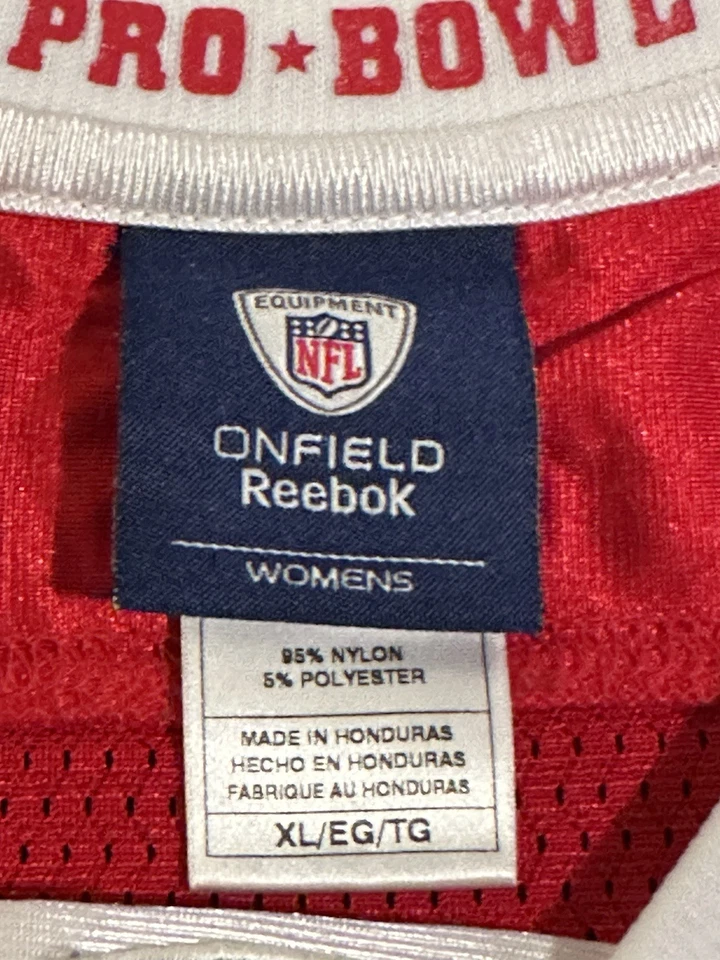 PRO ★ BOWL
EQUIPMENT
NFL
ONFIELD
Reebok
WOMENS
95% NYLON
5% POLYESTER
MADE IN HONDURAS
HECHO EN HONDURAS
FABRIQUE AU HONDURAS
XL/EG/TG